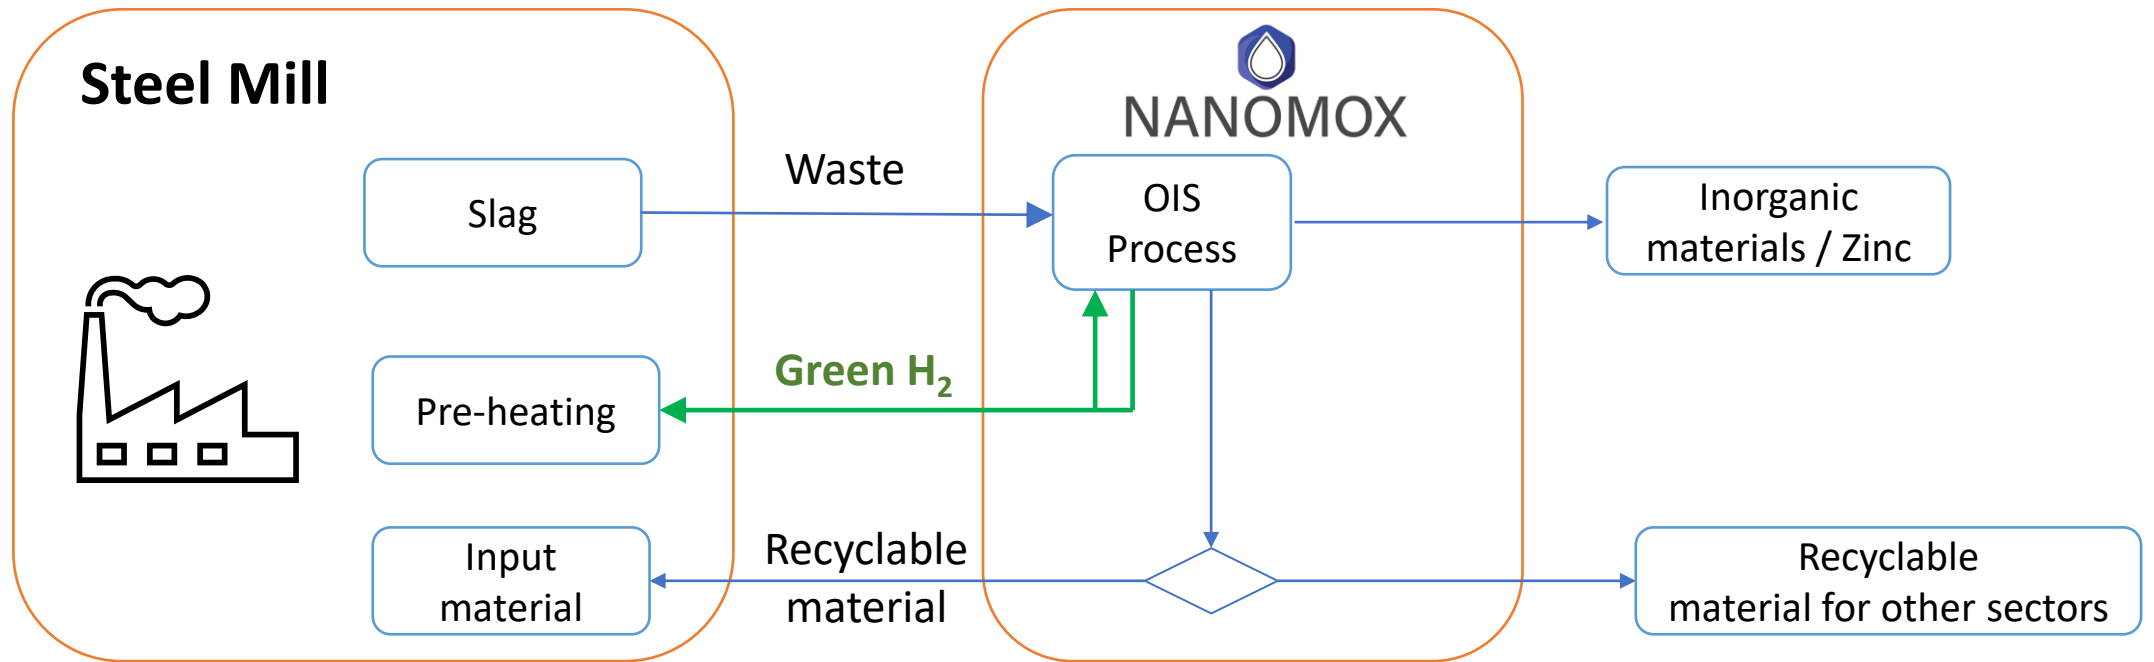 Steel Mill
NANOMOX
Slag
Waste
OIS
Process
Inorganic
materials / Zinc
Pre-heating
Green H₂
Input
material
Recyclable
material
Recyclable
material for other sectors